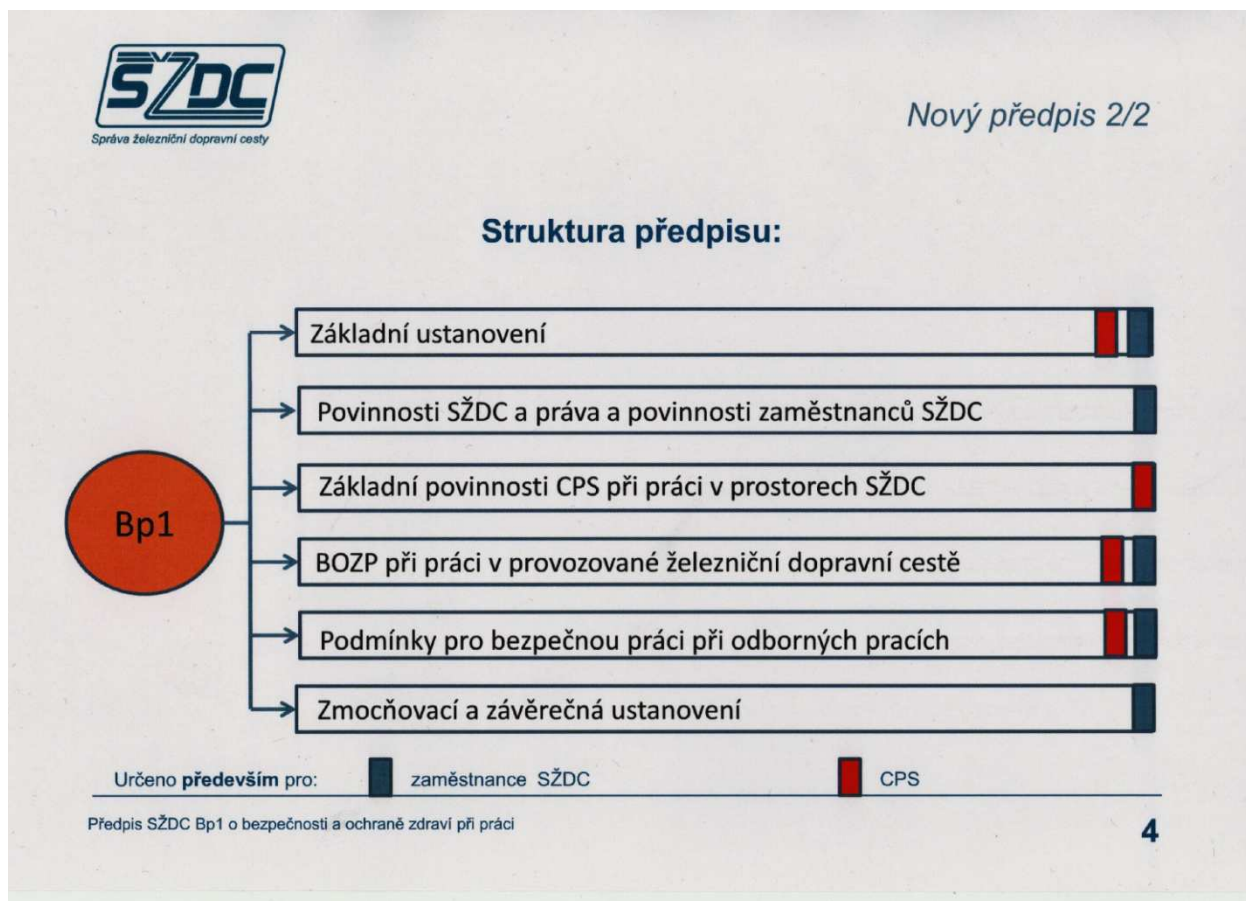 SŽDC
Správa železniční dopravní cesty
Nový předpis 2/2
Struktura předpisu:
Základní ustanovení
Povinnosti SŽDC a práva a povinnosti zaměstnanců SŽDC
Základní povinnosti CPS při práci v prostorech SŽDC
Bp1
BOZP při práci v provozované železniční dopravní cestě
Podmínky pro bezpečnou práci při odborných pracích
Zmocňovací a závěrečná ustanovení
Určeno především pro: zaměstnance SŽDC CPS
Předpis SŽDC Bp1 o bezpečnosti a ochraně zdraví při práci
4